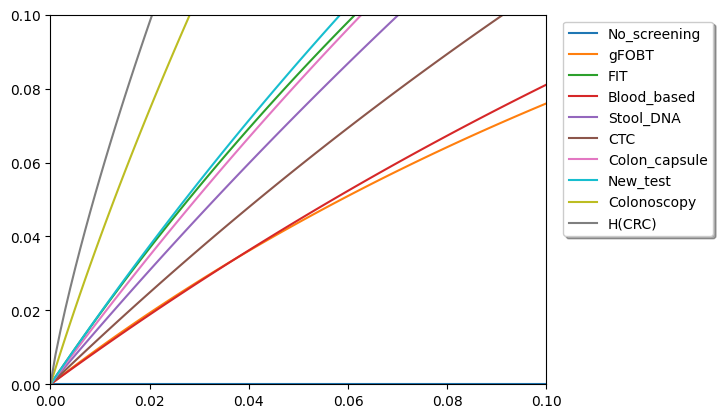 0.10
0.08
0.06
0.04
0.02
0.00
0.00 0.02 0.04 0.06 0.08 0.10
No_screening
gFOBT
FIT
Blood_based
Stool_DNA
CTC
Colon_capsule
New_test
Colonoscopy
H(CRC)